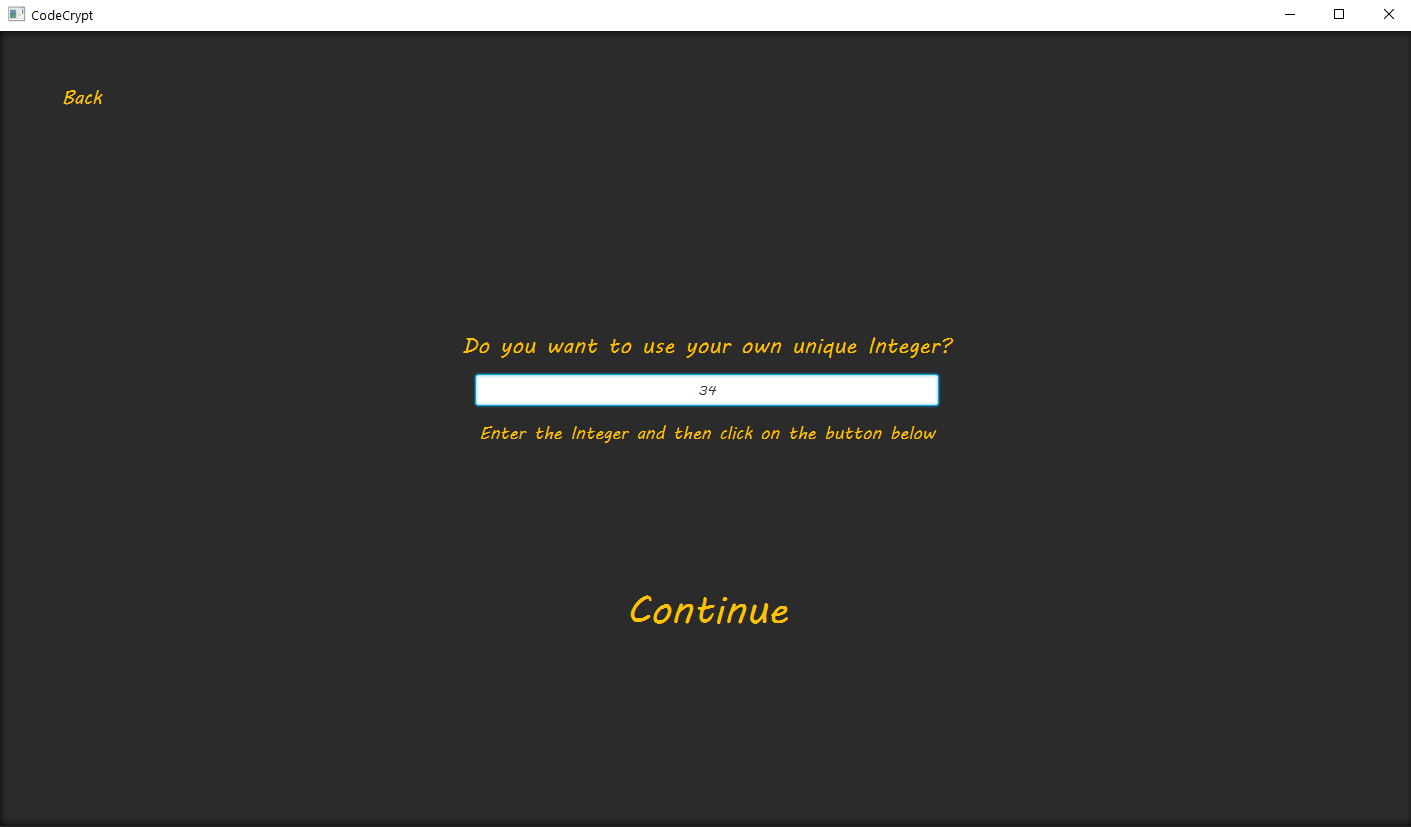 CodeCrypt
Back
Do you want to use your own unique Integer?
34
Enter the Integer and then click on the button below
Continue